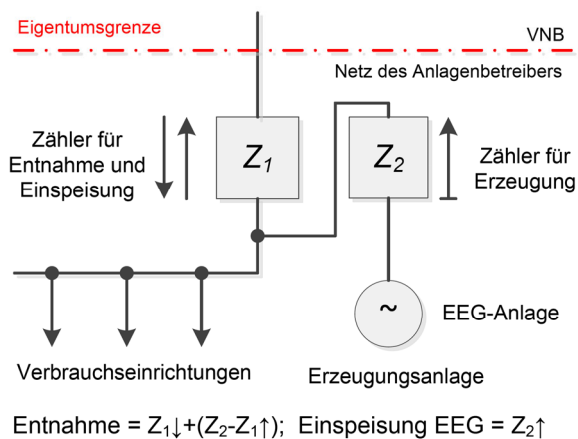 Eigentumsgrenze
VNB
Netz des Anlagenbetreibers
Zähler für
Entnahme und
Einspeisung
Z1
Z2
Zähler für
Erzeugung
~
EEG-Anlage
Verbrauchseinrichtungen
Erzeugungsanlage
Entnahme = Z1↓+(Z2-Z1↑); Einspeisung EEG = Z2↑